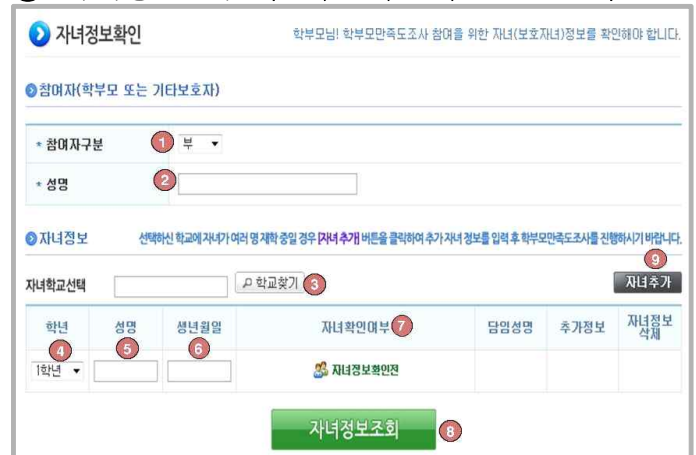 자녀정보확인
학부모님! 학부모만족도조사 참여을 위한 자녀(보호자녀)정보를 확인해야 합니다.
참여자(학부모 또는 기타보호자)
* 참여자구분 1 부
* 성명 2
자녀정보 선택하신 학교에 자녀가 여러 명 재학 중일 경우 [자녀 추가] 버튼을 클릭하여 추가 자녀 정보를 입력 후 학부모만족도조사를 진행하시기 바랍니다.
9
자녀학교선택 학교찾기 3 자녀추가
학년 성명 생년월일 자녀확인여부 7 담임성명 추가정보 자녀정보
삭제
4 5 6
1학년 자녀정보확인전
자녀정보조회 8